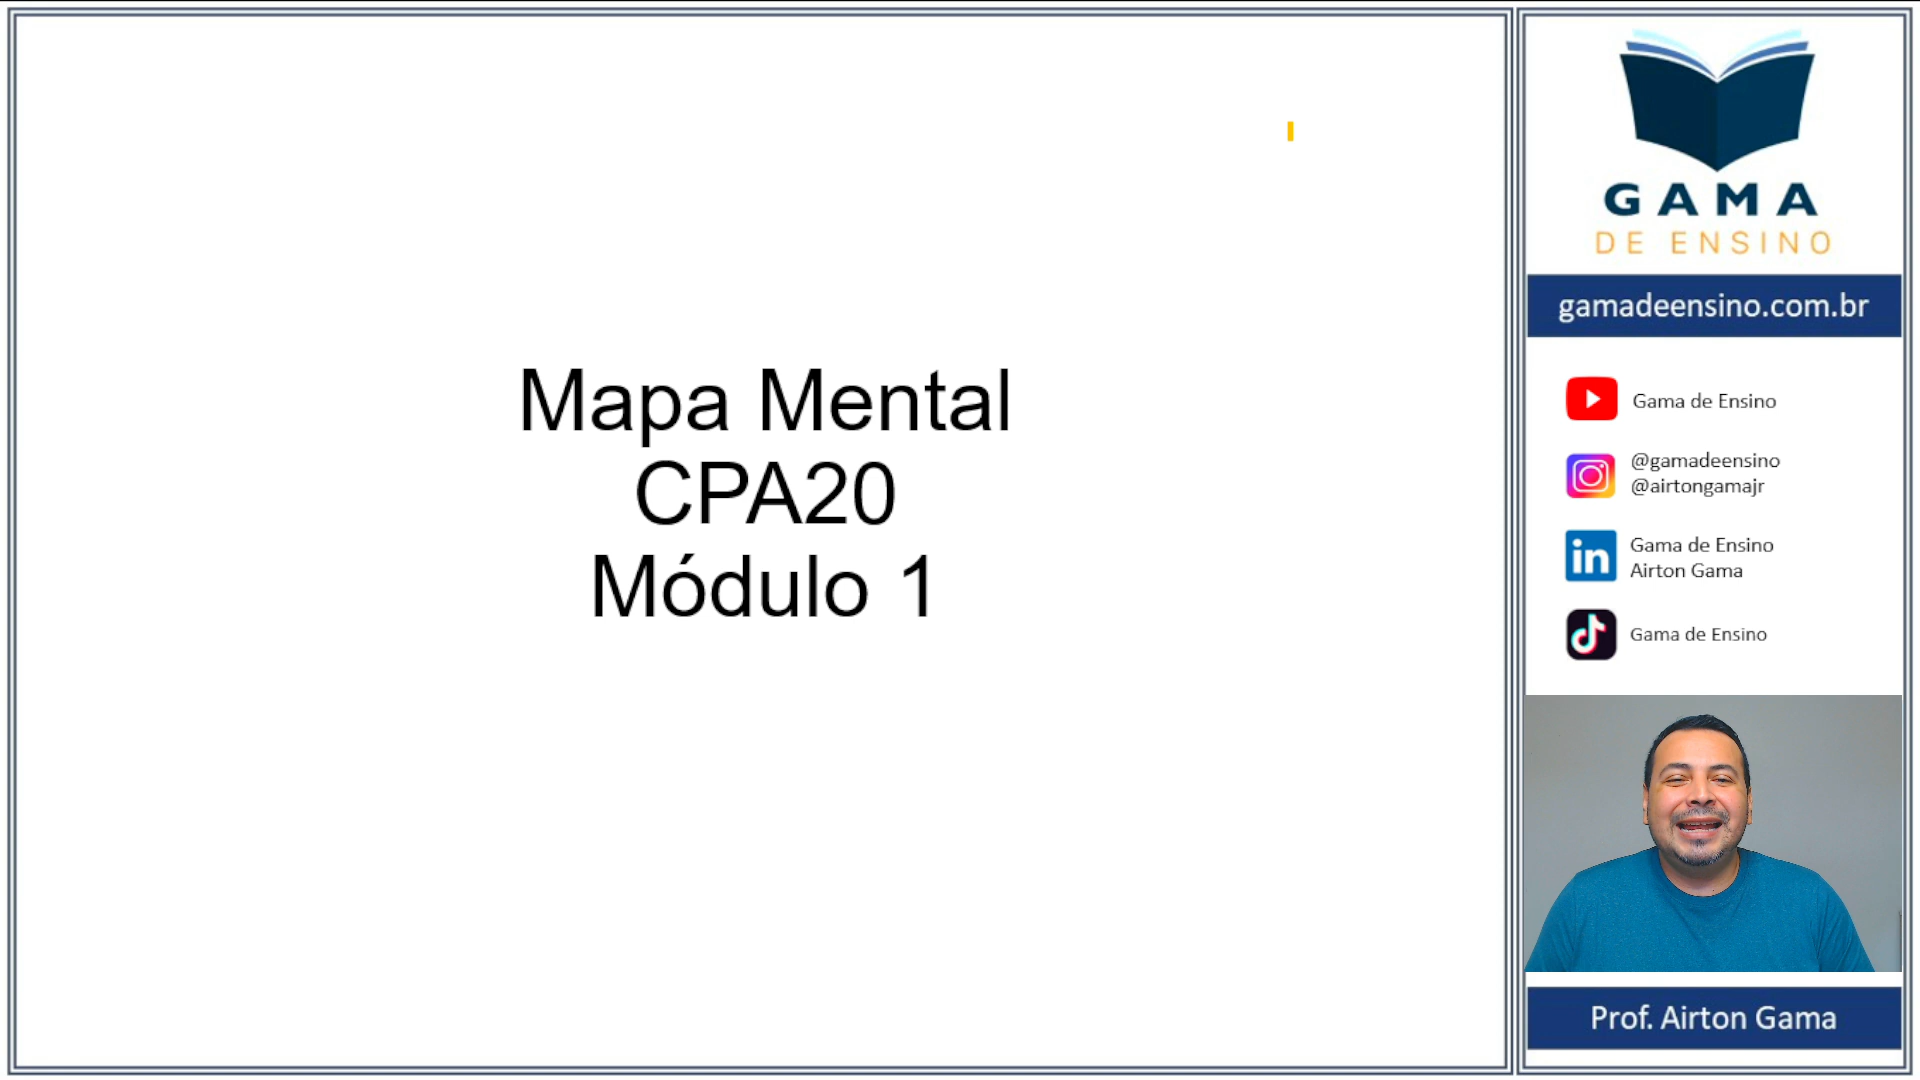 Mapa Mental
CPA20
Módulo 1
GAMA
DE ENSINO
gamadeensino.com.br
Gama de Ensino
@gamadeensino
@airtongamajr
in
Gama de Ensino
Airton Gama
Gama de Ensino
Prof. Airton Gama